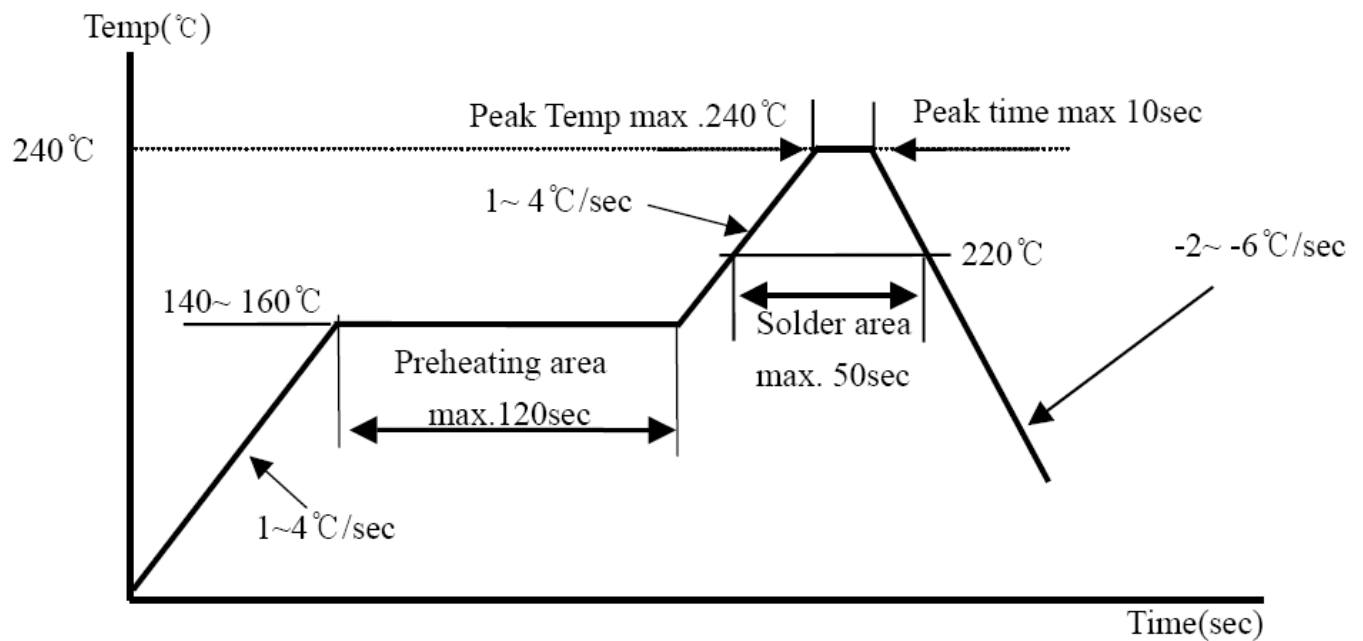 Temp(℃)
Peak Temp max .240℃
Peak time max 10sec
240℃
1~ 4℃/sec
-2~ -6℃/sec
220℃
140~ 160℃
Solder area
max. 50sec
Preheating area
max.120sec
1~4℃/sec
Time(sec)